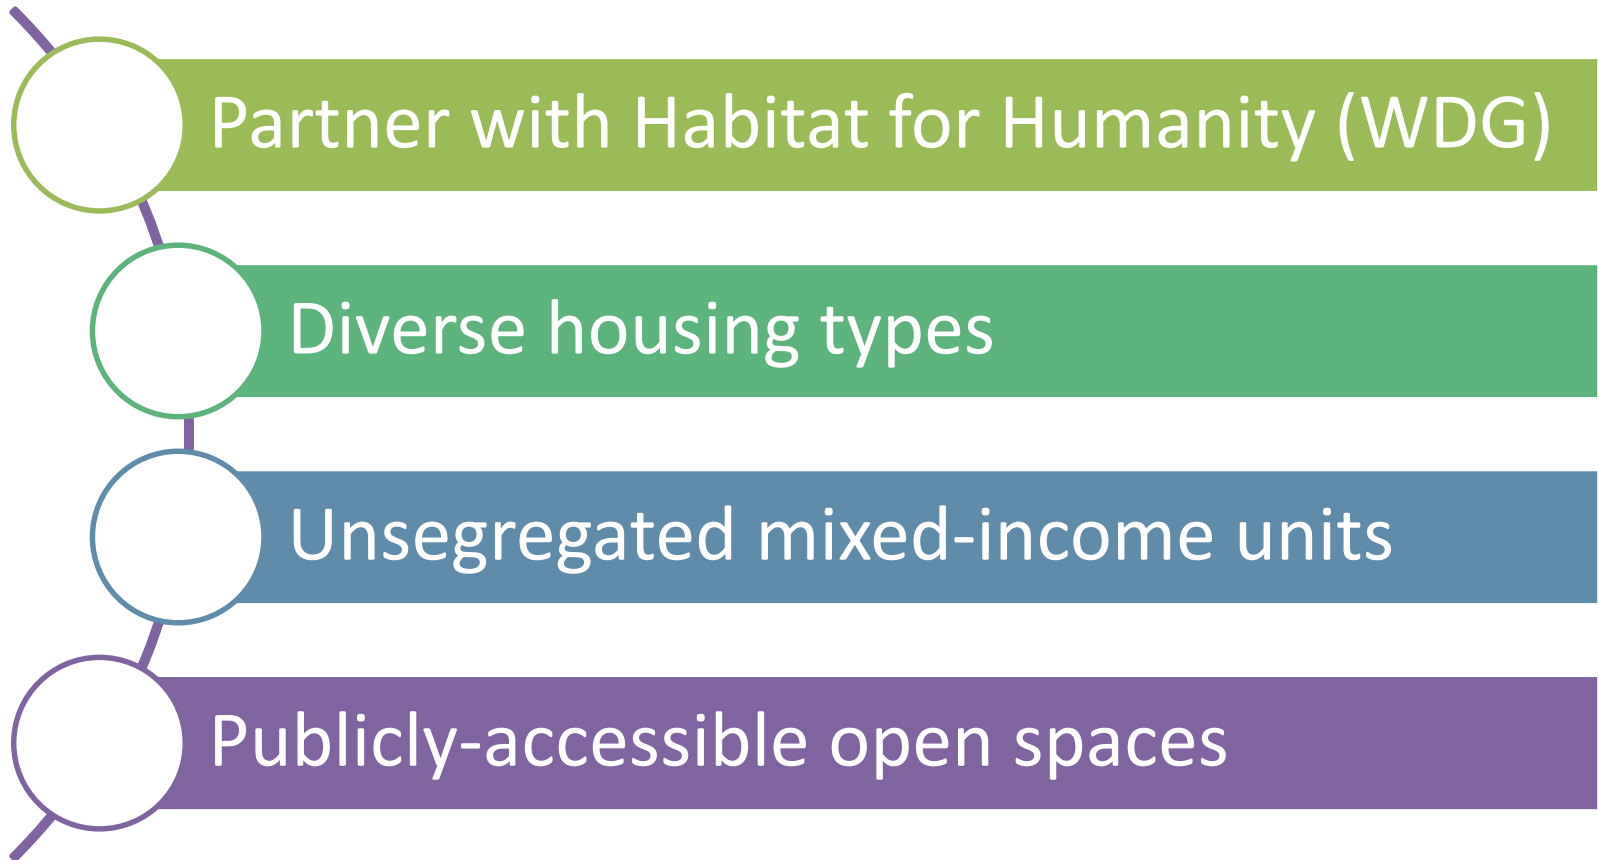 Partner with Habitat for Humanity (WDG)
Diverse housing types
Unsegregated mixed-income units
Publicly-accessible open spaces